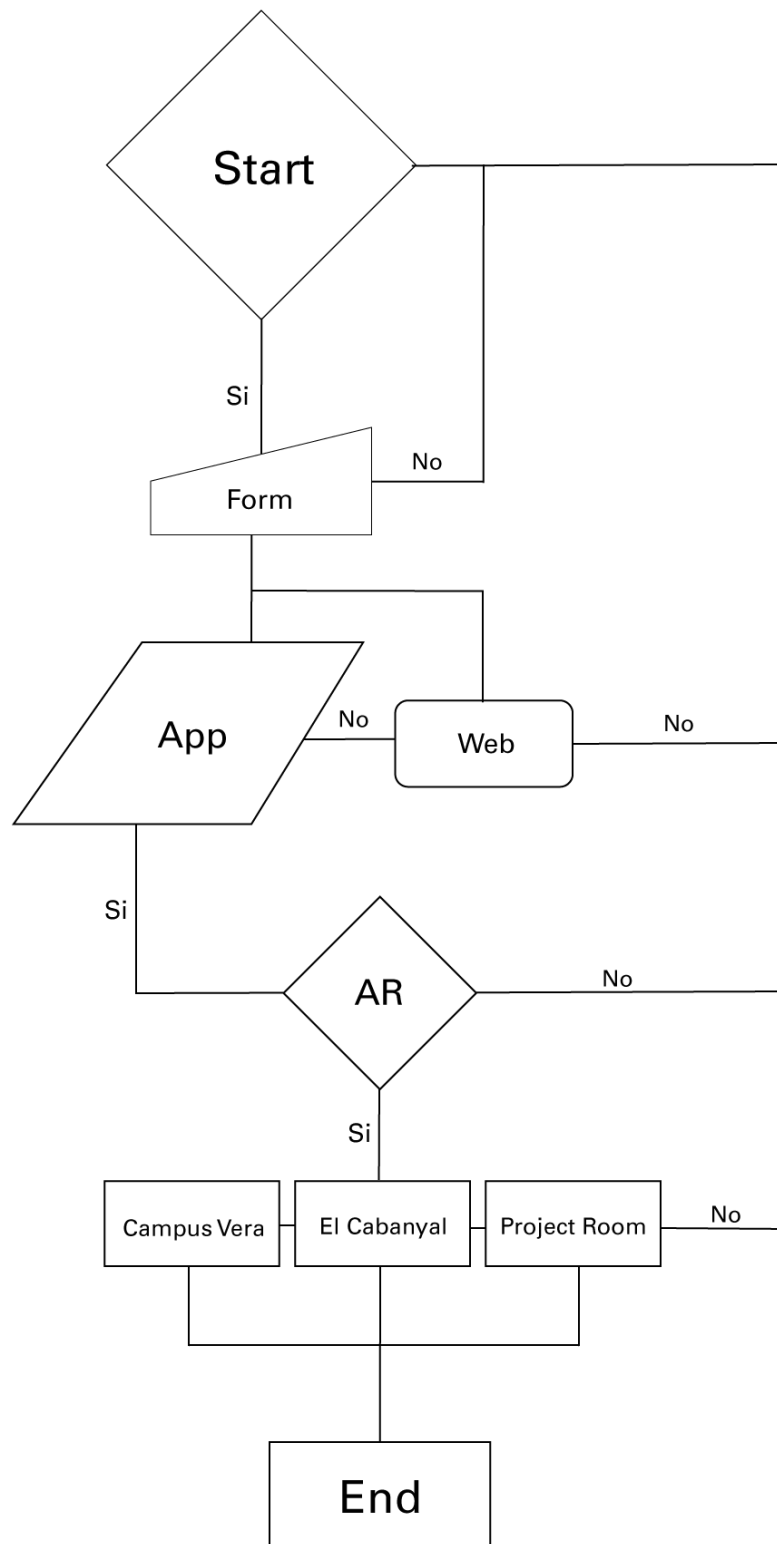 Start
Si
No
Form
App
No
Web
No
Si
AR
No
Si
Campus Vera
El Cabanyal
Project Room
No
End